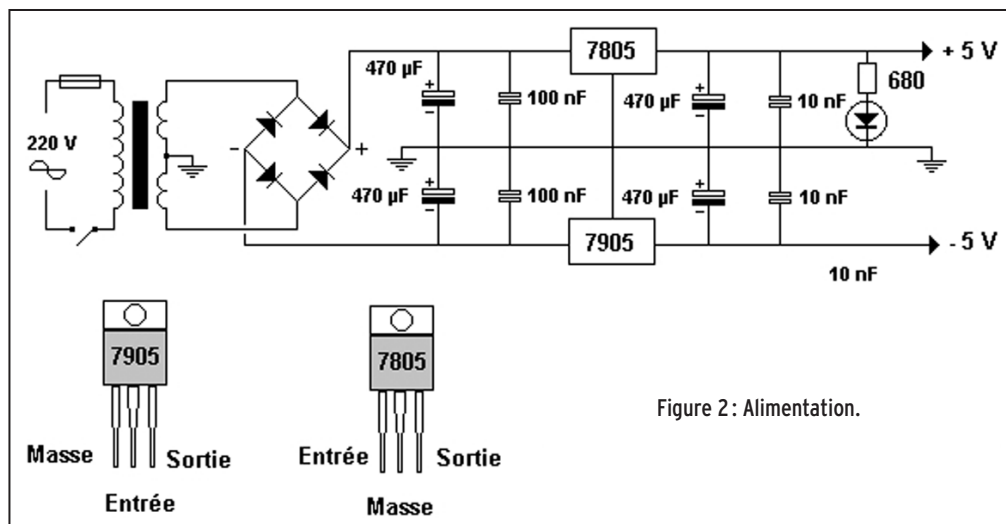 7805
+ 5 V
470 µF
+
−
100 nF
470 µF
+
−
10 nF
680
220 V
−
+
470 µF
+
−
100 nF
470 µF
+
−
10 nF
7905
- 5 V
10 nF
7905
7805
Masse
Sortie
Entrée
Entrée
Sortie
Masse
Figure 2: Alimentation.